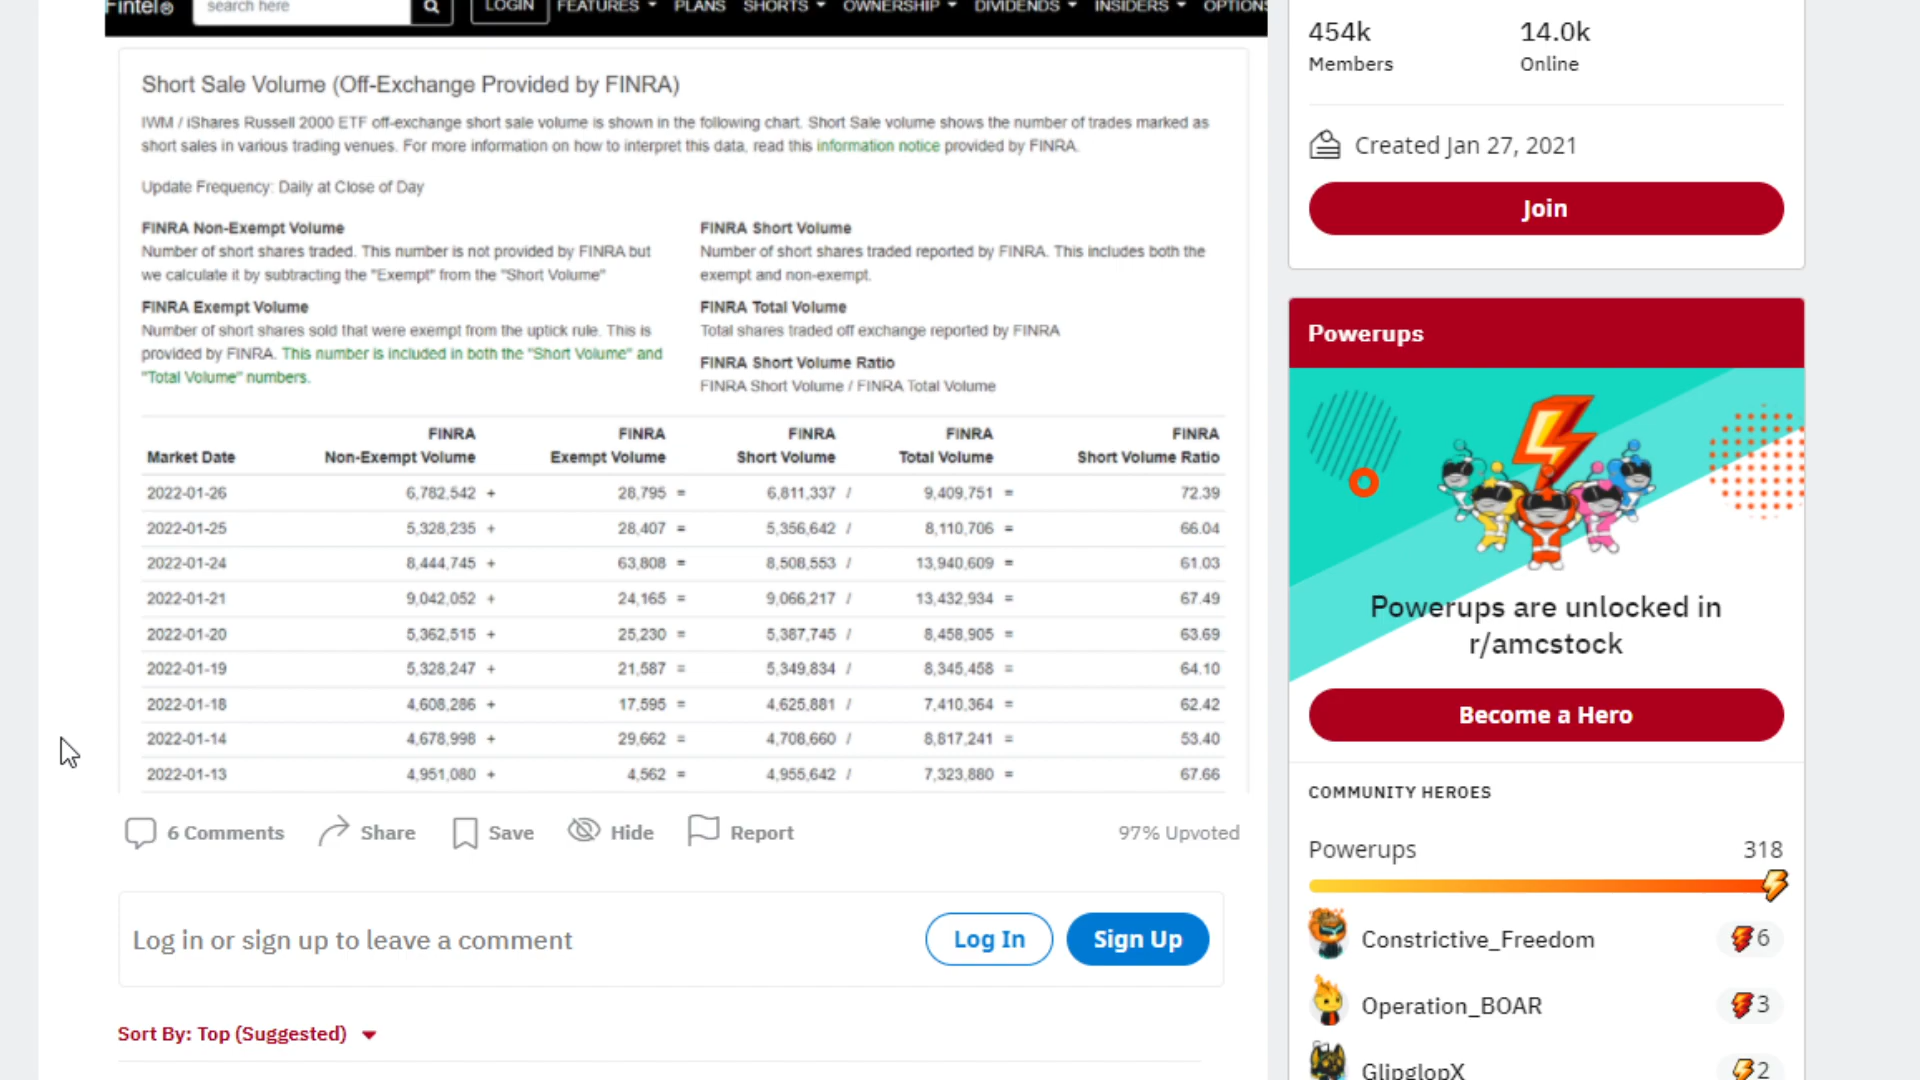 Fintel
search here
LOGIN
FEATURES
PLANS
SHORTS
OWNERSHIP
DIVIDENDS
INSIDERS
OPTIONS
Short Sale Volume (Off-Exchange Provided by FINRA)
IWM / iShares Russell 2000 ETF off-exchange short sale volume is shown in the following chart. Short Sale volume shows the number of trades marked as
short sales in various trading venues. For more information on how to interpret this data, read this information notice provided by FINRA.
Update Frequency: Daily at Close of Day
FINRA Non-Exempt Volume
Number of short shares traded. This number is not provided by FINRA but
we calculate it by subtracting the "Exempt" from the "Short Volume"
FINRA Exempt Volume
Number of short shares sold that were exempt from the uptick rule. This is
provided by FINRA. This number is included in both the "Short Volume" and
"Total Volume" numbers.
FINRA Short Volume
Number of short shares traded reported by FINRA. This includes both the
exempt and non-exempt.
FINRA Total Volume
Total shares traded off exchange reported by FINRA
FINRA Short Volume Ratio
FINRA Short Volume / FINRA Total Volume
FINRA FINRA FINRA FINRA FINRA
Market Date Non-Exempt Volume Exempt Volume Short Volume Total Volume Short Volume Ratio
2022-01-26 6,782,542 + 28,795 = 6,811,337 / 9,409,751 = 72.39
2022-01-25 5,328,235 + 28,407 = 5,356,642 / 8,110,706 = 66.04
2022-01-24 8,444,745 + 63,808 = 8,508,553 / 13,940,609 = 61.03
2022-01-21 9,042,052 + 24,165 = 9,066,217 / 13,432,934 = 67.49
2022-01-20 5,362,515 + 25,230 = 5,387,745 / 8,458,905 = 63.69
2022-01-19 5,328,247 + 21,587 = 5,349,834 / 8,345,458 = 64.10
2022-01-18 4,608,286 + 17,595 = 4,625,881 / 7,410,364 = 62.42
2022-01-14 4,678,998 + 29,662 = 4,708,660 / 8,817,241 = 53.40
2022-01-13 4,951,080 + 4,562 = 4,955,642 / 7,323,880 = 67.66
6 Comments
Share
Save
Hide
Report
97% Upvoted
Log in or sign up to leave a comment
Log In
Sign Up
Sort By: Top (Suggested)
454k 14.0k
Members Online
Created Jan 27, 2021
Join
Powerups
Powerups are unlocked in
r/amcstock
Become a Hero
COMMUNITY HEROES
Powerups 318
Constrictive_Freedom 6
Operation_BOAR 3
GlipglopX 2